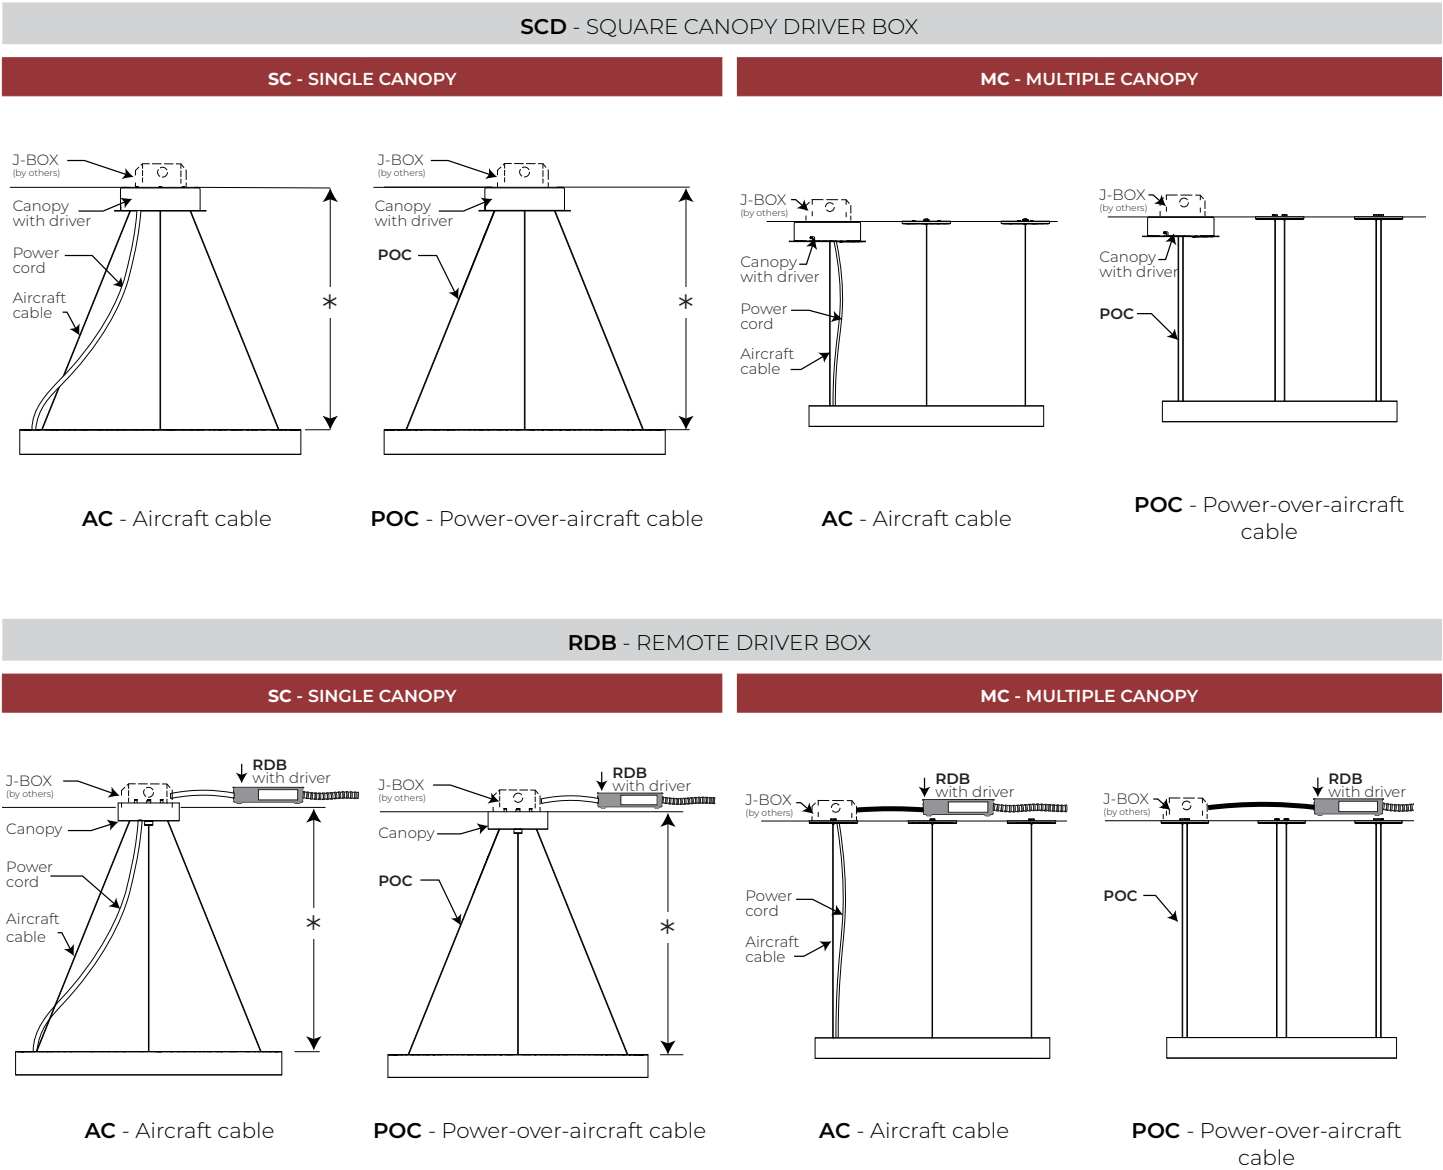 SCD - SQUARE CANOPY DRIVER BOX
SC - SINGLE CANOPY
MC - MULTIPLE CANOPY
J-BOX
(by others)
Canopy
with driver
Power
cord
Aircraft
cable
*
AC - Aircraft cable
J-BOX
(by others)
Canopy
with driver
POC
*
POC - Power-over-aircraft cable
J-BOX
(by others)
Canopy
with driver
Power
cord
Aircraft
cable
AC - Aircraft cable
J-BOX
(by others)
Canopy
with driver
POC
POC - Power-over-aircraft
cable
RDB - REMOTE DRIVER BOX
SC - SINGLE CANOPY
MC - MULTIPLE CANOPY
RDB
with driver
J-BOX
(by others)
Canopy
Power
cord
Aircraft
cable
*
AC - Aircraft cable
RDB
with driver
J-BOX
(by others)
Canopy
POC
*
POC - Power-over-aircraft cable
RDB
with driver
J-BOX
(by others)
Power
cord
Aircraft
cable
AC - Aircraft cable
RDB
with driver
J-BOX
(by others)
POC
POC - Power-over-aircraft
cable